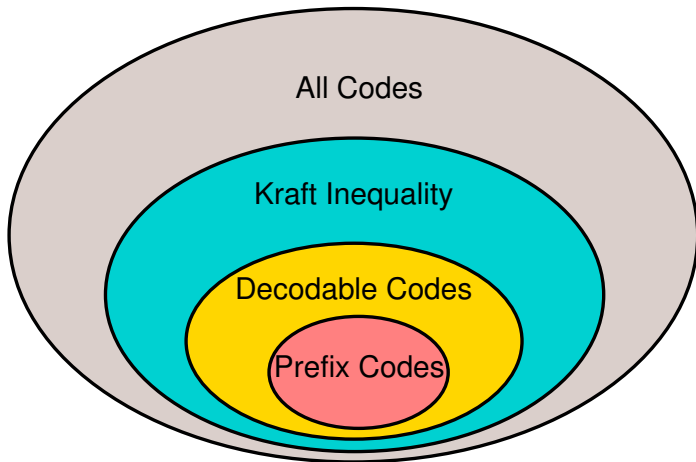 All Codes
Kraft Inequality
Decodable Codes
Prefix Codes